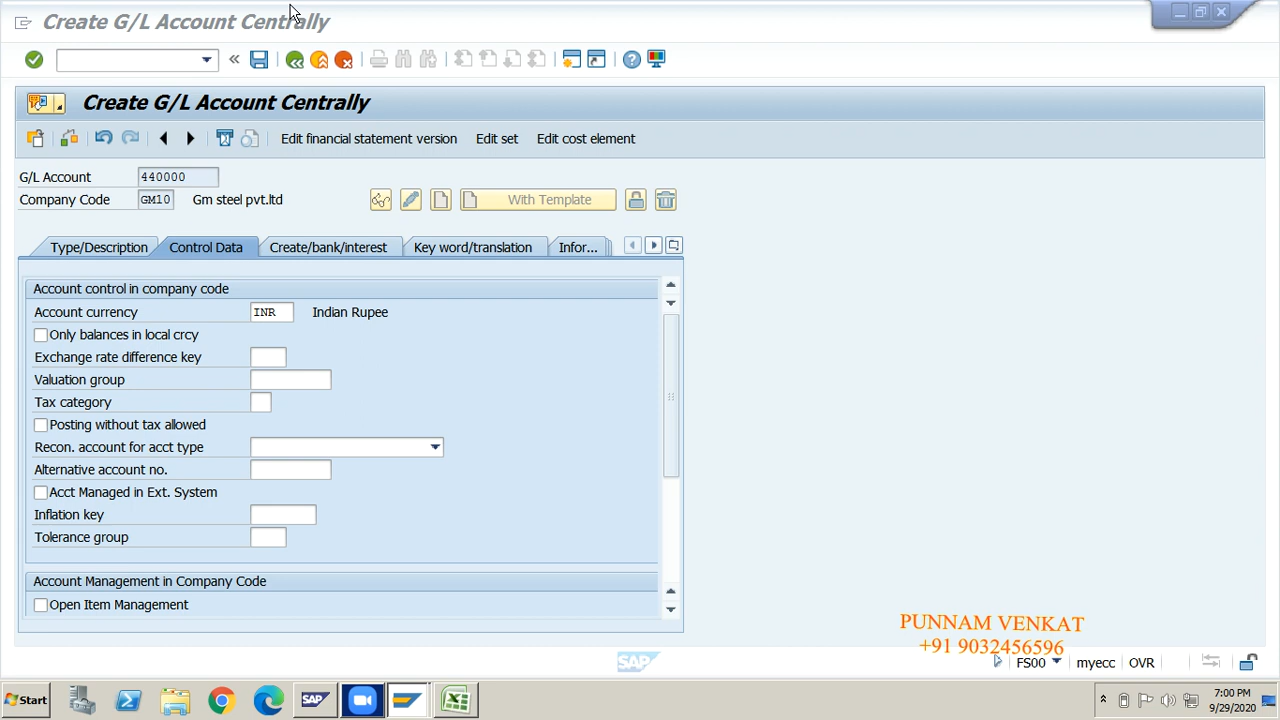 Create G/L Account Centrally
Create G/L Account Centrally
Edit financial statement version Edit set Edit cost element
G/L Account 440000
Company Code GM10 Gm steel pvt.ltd With Template
Type/Description Control Data Create/bank/interest Key word/translation Infor...
Account control in company code
Account currency INR Indian Rupee
Only balances in local crcy
Exchange rate difference key
Valuation group
Tax category
Posting without tax allowed
Recon. account for acct type
Alternative account no.
Acct Managed in Ext. System
Inflation key
Tolerance group
Account Management in Company Code
Open Item Management
PUNNAM VENKAT
+91 9032456596
SAP FS00 myecc OVR
Start SAP 7:00 PM
9/29/2020